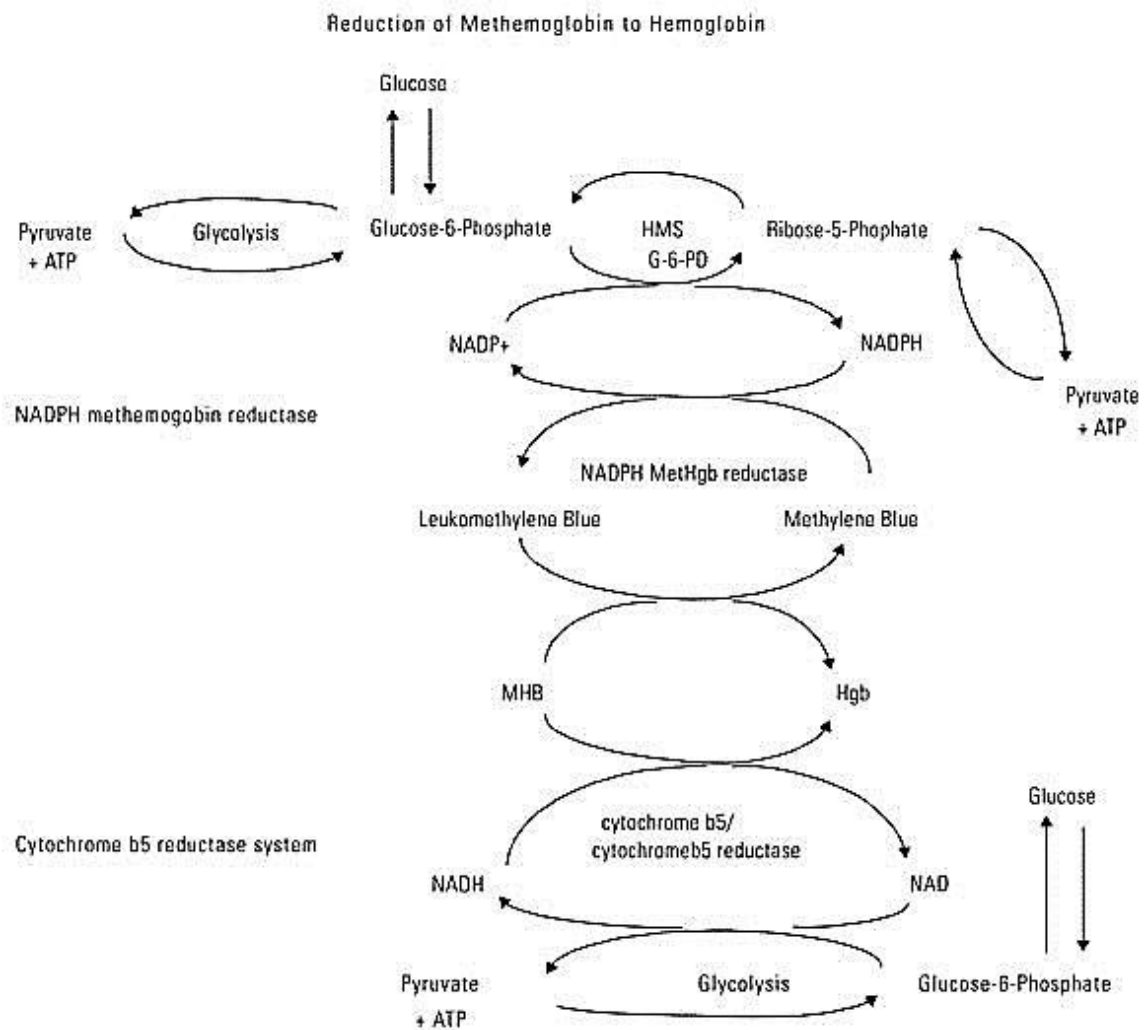 Reduction of Methemoglobin to Hemoglobin
Glucose
Pyruvate
+ ATP
Glycolysis
Glucose-6-Phosphate
HMS
G-6-PD
Ribose-5-Phophate
NADP+
NADPH
Pyruvate
+ ATP
NADPH methemogobin reductase
NADPH MetHgb reductase
Leukomethylene Blue
Methylene Blue
MHB
Hgb
Glucose
cytochrome b5/
cytochromeb5 reductase
Cytochrome b5 reductase system
NADH
NAD
Pyruvate
+ ATP
Glycolysis
Glucose-6-Phosphate